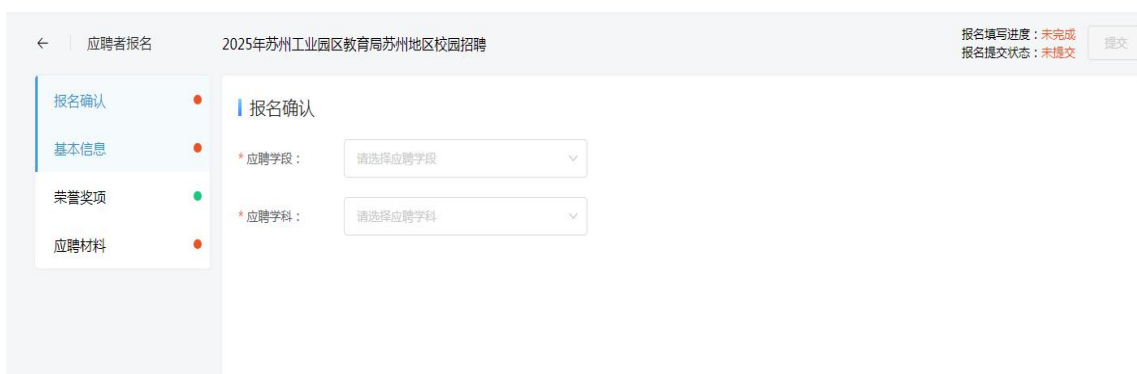 应聘者报名
2025年苏州工业园区教育局苏州地区校园招聘
报名填写进度：未完成
报名提交状态：未提交
提交
报名确认
基本信息
荣誉奖项
应聘材料
报名确认
* 应聘学段： 请选择应聘学段
* 应聘学科： 请选择应聘学科